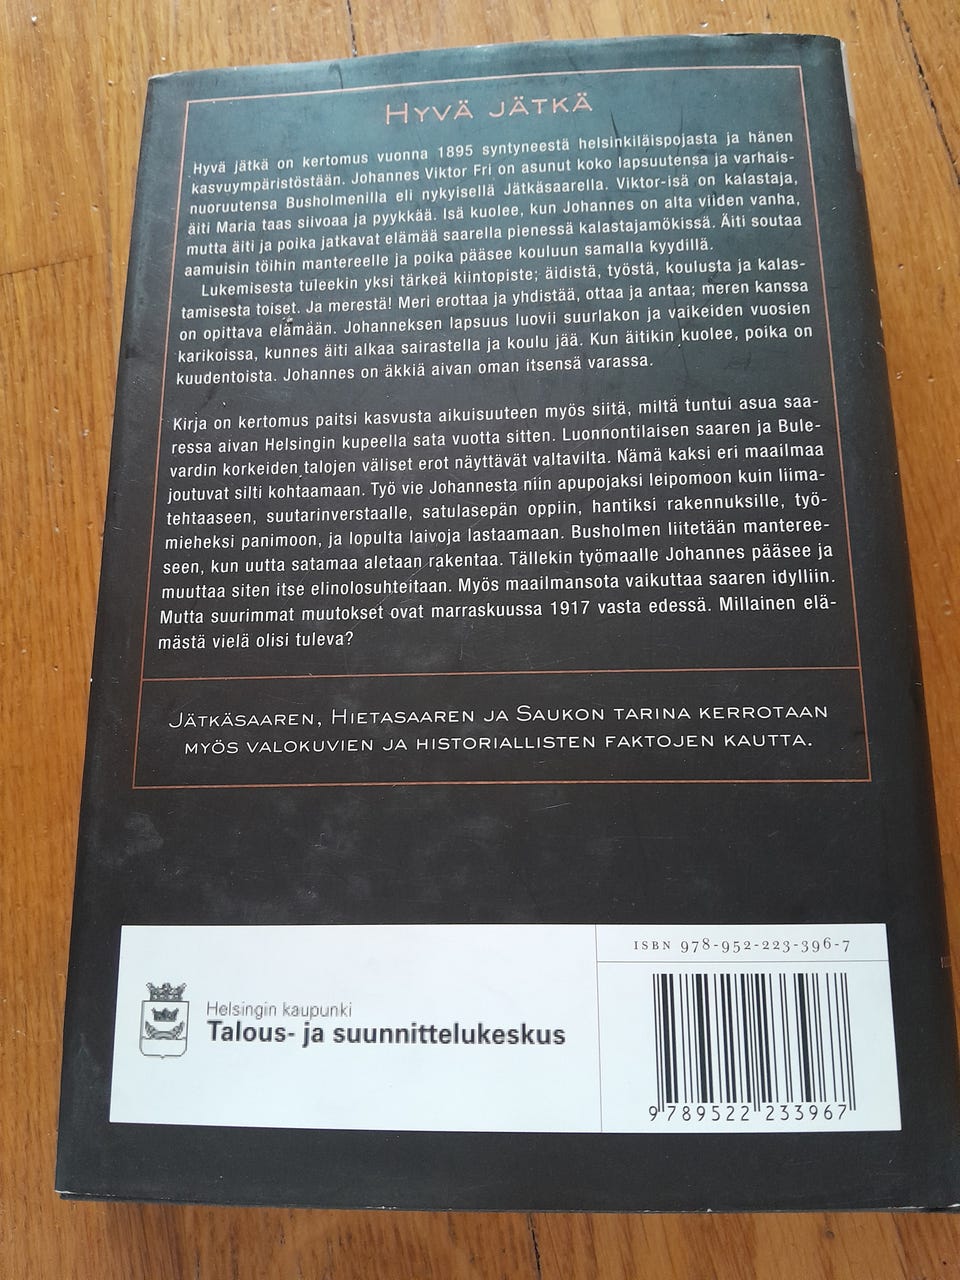 Hyvä jätkä
Hyvä jätkä on kertomus vuonna 1895 syntyneestä helsinkiläispojasta ja hänen
kasvuympäristöstään. Johannes Viktor Fri on asunut koko lapsuutensa ja varhais-
nuoruutensa Busholmenilla eli nykyisellä Jätkäsaarella. Viktor-isä on kalastaja,
äiti Maria taas siivoaa ja pyykkää. Isä kuolee, kun Johannes on alta viiden vanha,
mutta äiti ja poika jatkavat elämää saarella pienessä kalastajamökissä. Äiti soutaa
aamuisin töihin mantereelle ja poika pääsee kouluun samalla kyydillä.
Lukemisesta tuleekin yksi tärkeä kiintopiste; äidistä, työstä, koulusta ja kalas-
tamisesta toiset. Ja merestä! Meri erottaa ja yhdistää, ottaa ja antaa; meren kanssa
on opittava elämään. Johanneksen lapsuus luovii suurlakon ja vaikeiden vuosien
karikoissa, kunnes äiti alkaa sairastella ja koulu jää. Kun äitikin kuolee, poika on
kuudentoista. Johannes on äkkiä aivan oman itsensä varassa.
Kirja on kertomus paitsi kasvusta aikuisuuteen myös siitä, miltä tuntui asua saa-
ressa aivan Helsingin kupeella sata vuotta sitten. Luonnontilaisen saaren ja Bule-
vardin korkeiden talojen väliset erot näyttävät valtavilta. Nämä kaksi eri maailmaa
joutuvat silti kohtaamaan. Työ vie Johannesta niin apupojaksi leipomoon kuin liima-
tehtaaseen, suutarinverstaalle, satulasepän oppiin, hantiksi rakennuksille, työ-
mieheksi panimoon, ja lopulta laivoja lastaamaan. Busholmen liitetään mantereе-
seen, kun uutta satamaa aletaan rakentaa. Tällekin työmaalle Johannes pääsee ja
muuttaa siten itse elinolosuhteitaan. Myös maailmansota vaikuttaa saaren idylliin.
Mutta suurimmat muutokset ovat marraskuussa 1917 vasta edessä. Millainen elä-
mästä vielä olisi tuleva?
Jätkäsaaren, Hietasaaren ja Saukon tarina kerrotaan
myös valokuvien ja historiallisten faktojen kautta.
ISBN 978-952-223-396-7
Helsingin kaupunki
Talous- ja suunnittelukeskus
9 789522 233967